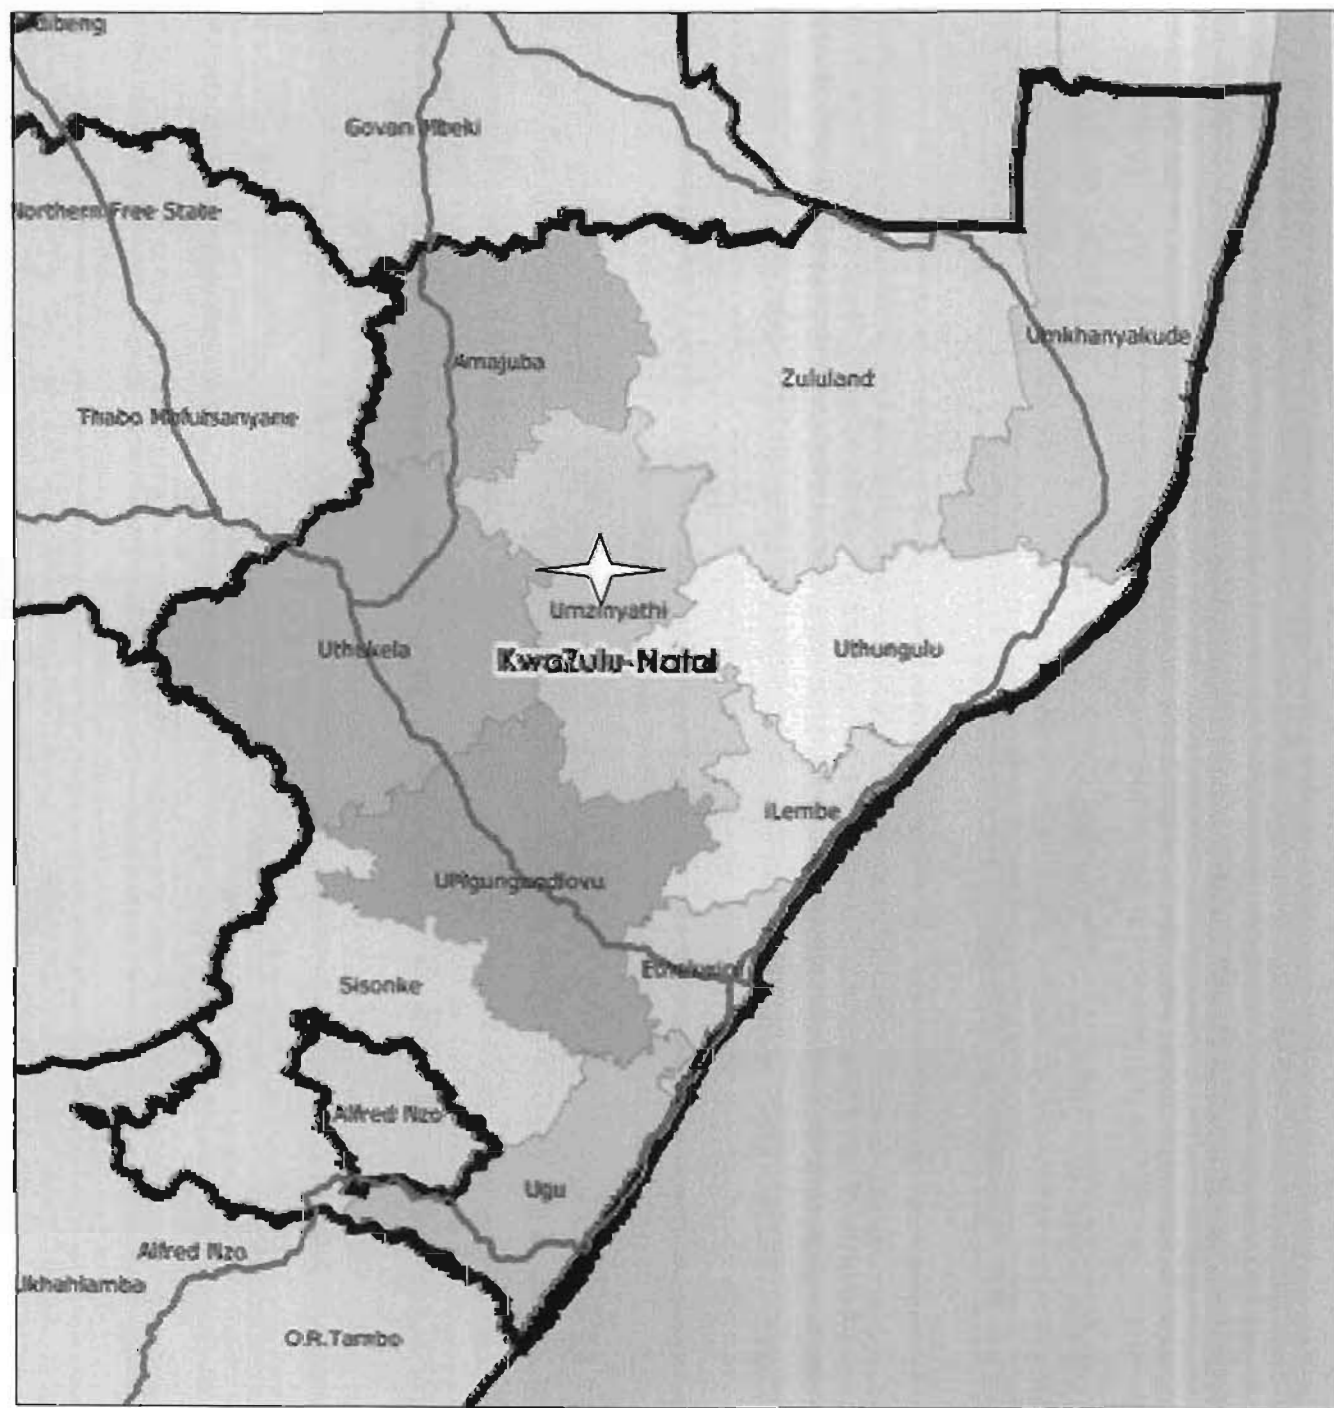 Govan Mbeki
Northern Free State
Umkhanyakude
Amajuba
Zululand
Thabo Mofutsanyane
Umzinyathi
Uthukela
Uthungulu
KwaZulu-Natal
iLembe
UMgungundlovu
Sisonke
Alfred Nzo
Ugu
Alfred Nzo
Ukhahlamba
O.R.Tambo